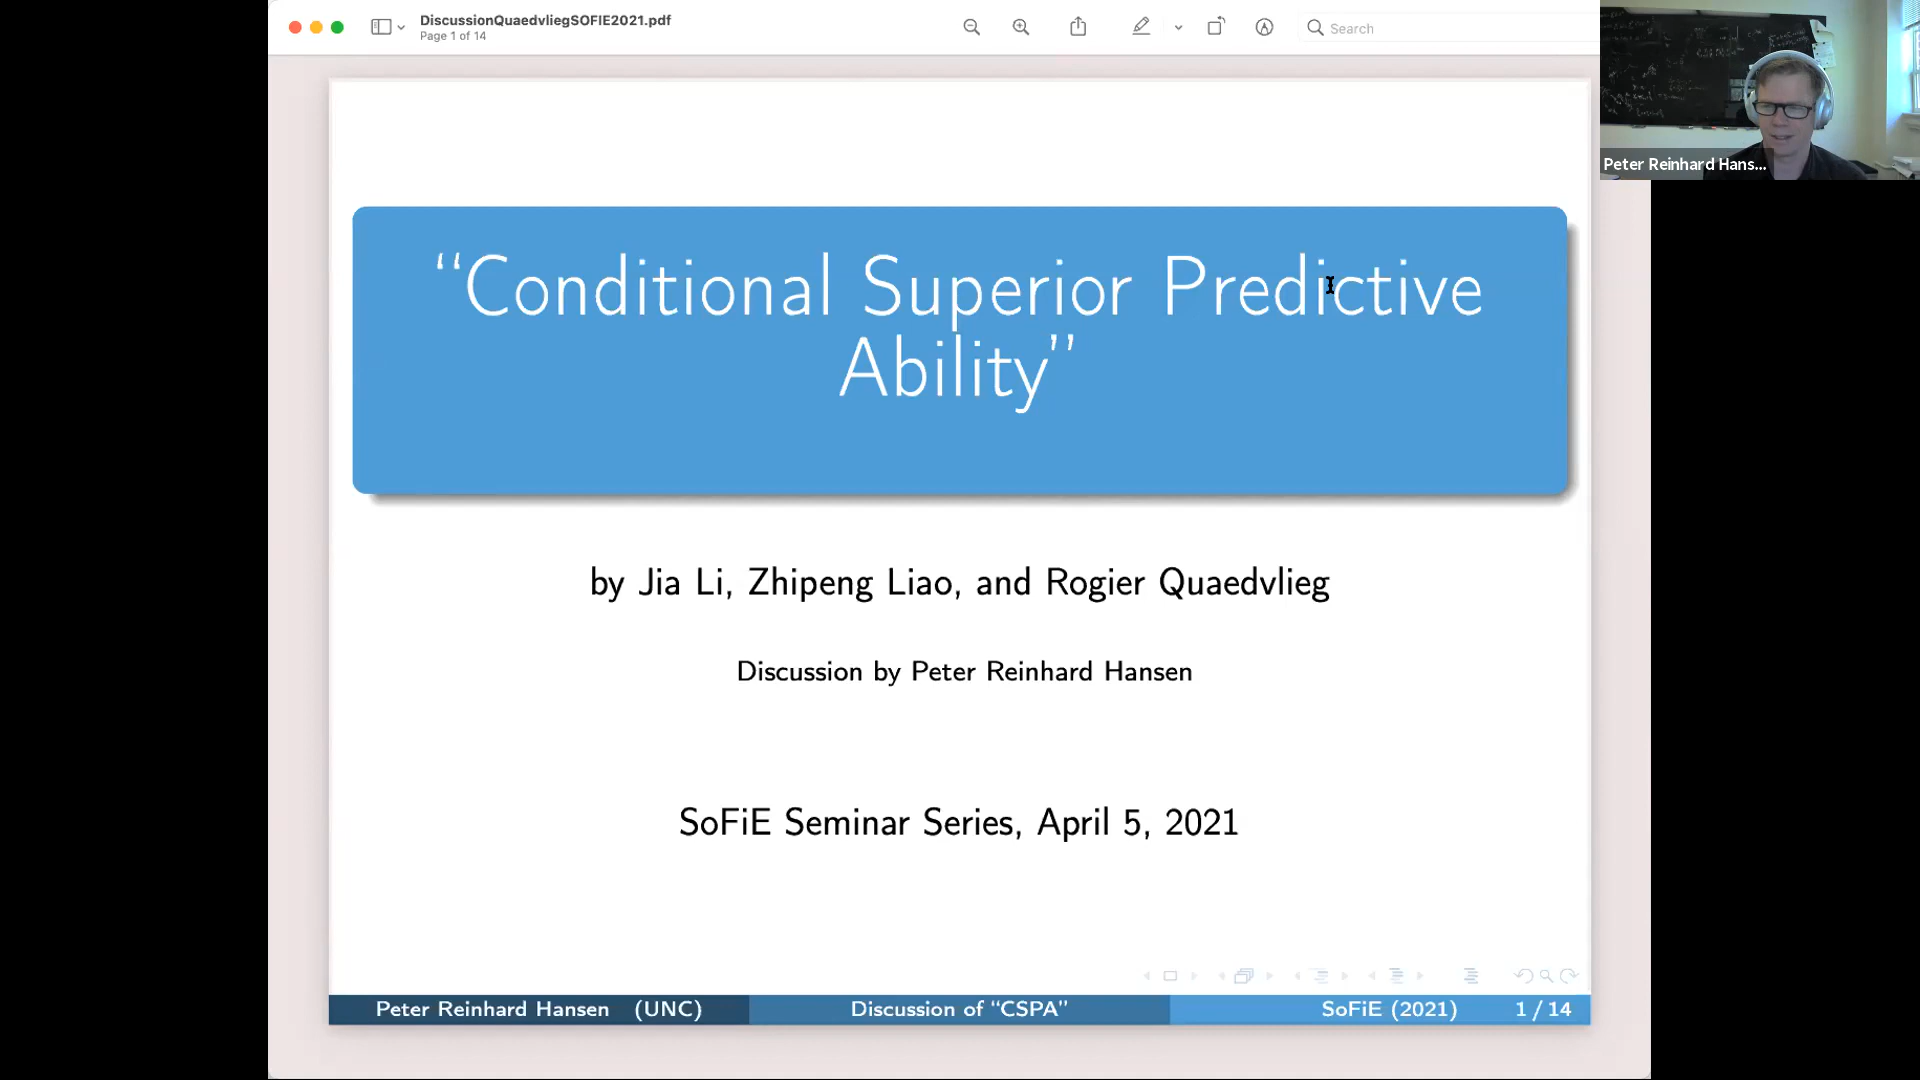 DiscussionQuaedvliegSOFIE2021.pdf
Page 1 of 14
Search
Peter Reinhard Hans...
“Conditional Superior Predictive
Ability”
by Jia Li, Zhipeng Liao, and Rogier Quaedvlieg
Discussion by Peter Reinhard Hansen
SoFiE Seminar Series, April 5, 2021
Peter Reinhard Hansen (UNC) Discussion of “CSPA” SoFiE (2021) 1 / 14